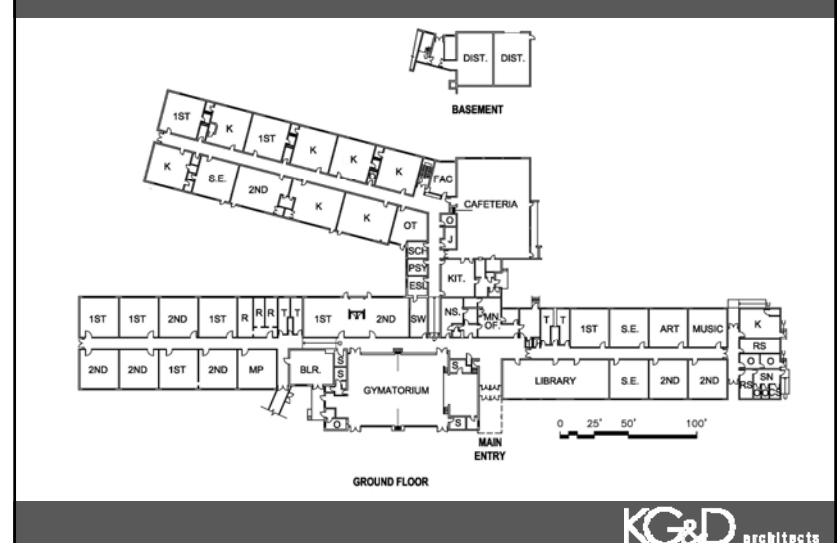 DIST. DIST.
BASEMENT
1ST K 1ST K K K FAC
K S.E. 2ND K K OT
CAFETERIA
O
J
SCH
PSY
ESL
KIT.
1ST 1ST 2ND 1ST R R R T T 1ST 2ND SW NS. MN OF. T T 1ST S.E. ART MUSIC K
RS
O O
2ND 2ND 1ST 2ND MP BLR. S S GYMATORIUM S LIBRARY S.E. 2ND 2ND RS SN
O S
MAIN
ENTRY
0 25' 50' 100'
GROUND FLOOR
KG&D architects